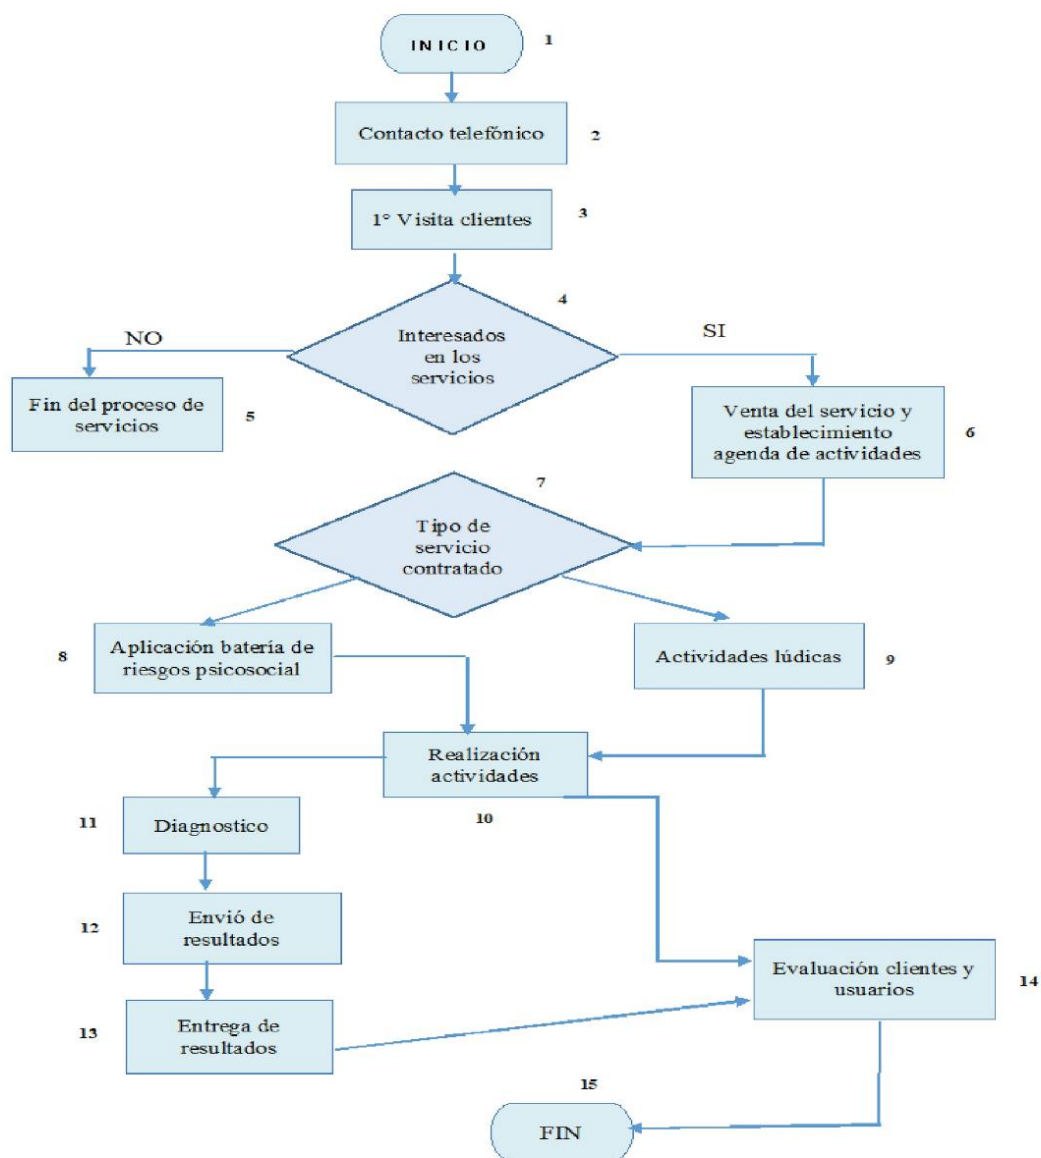 INICIO
1
Contacto telefónico
2
1° Visita clientes
3
4
Interesados
en los
servicios
NO
SI
Fin del proceso de
servicios
5
Venta del servicio y
establecimiento
agenda de actividades
6
7
Tipo de
servicio
contratado
8
Aplicación batería de
riesgos psicosocial
Actividades lúdicas
9
Realización
actividades
10
11
Diagnostico
12
Envió de
resultados
13
Entrega de
resultados
Evaluación clientes y
usuarios
14
15
FIN